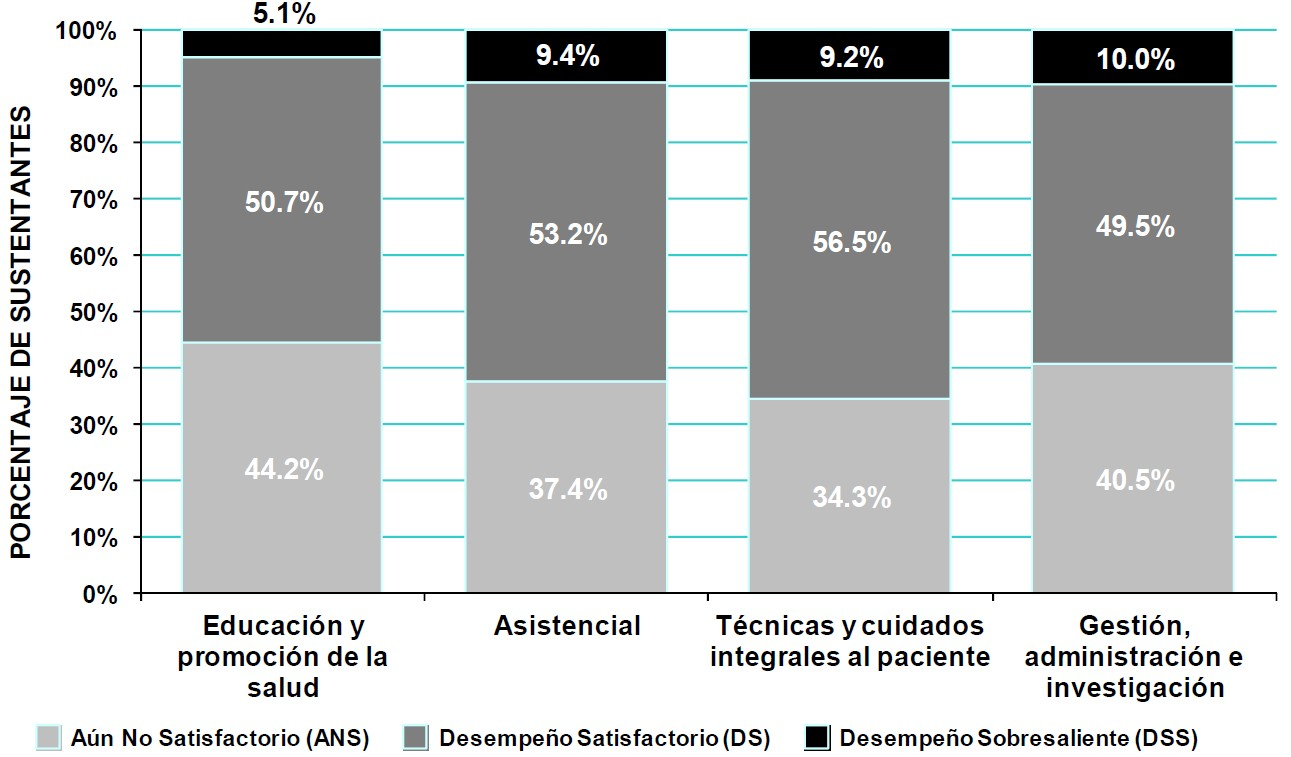 PORCENTAJE DE SUSTENTANTES
100%
90%
80%
70%
60%
50%
40%
30%
20%
10%
0%
5.1%
50.7%
44.2%
9.4%
53.2%
37.4%
9.2%
56.5%
34.3%
10.0%
49.5%
40.5%
Educación y
promoción de la
salud
Asistencial
Técnicas y cuidados
integrales al paciente
Gestión,
administración e
investigación
Aún No Satisfactorio (ANS)
Desempeño Satisfactorio (DS)
Desempeño Sobresaliente (DSS)